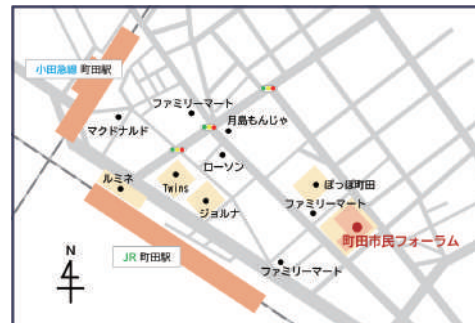 小田急線 町田駅
ファミリーマート
マクドナルド
月島もんじゃ
ローソン
ルミネ
Twins
ぽっぽ町田
ジョルナ
ファミリーマート
町田市民フォーラム
N
JR 町田駅
ファミリーマート